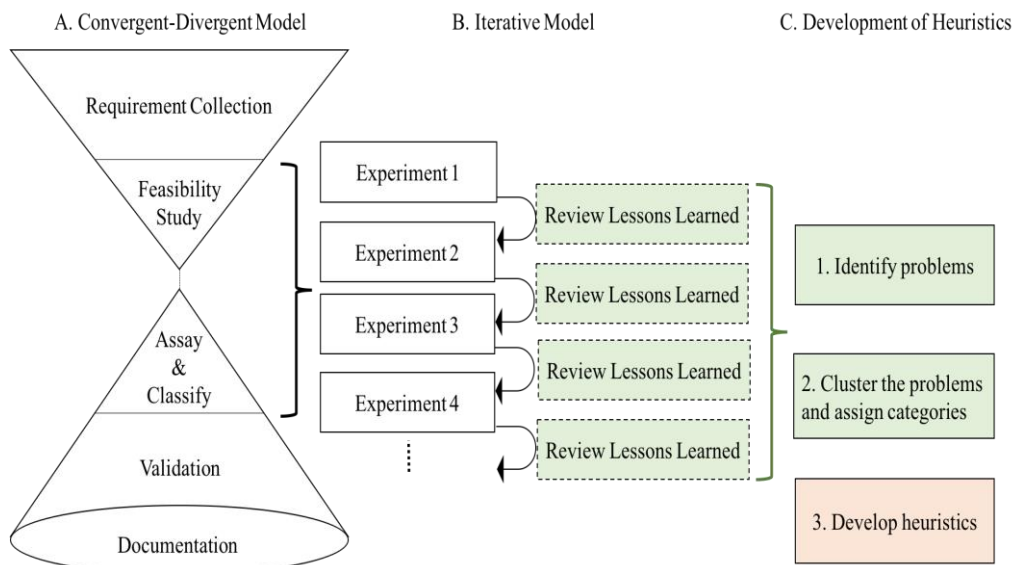 A. Convergent-Divergent Model
B. Iterative Model
C. Development of Heuristics
Requirement Collection
Feasibility
Study
Assay
&
Classify
Validation
Documentation
Experiment 1
Review Lessons Learned
Experiment 2
Review Lessons Learned
Experiment 3
Review Lessons Learned
Experiment 4
Review Lessons Learned
1. Identify problems
2. Cluster the problems
and assign categories
3. Develop heuristics